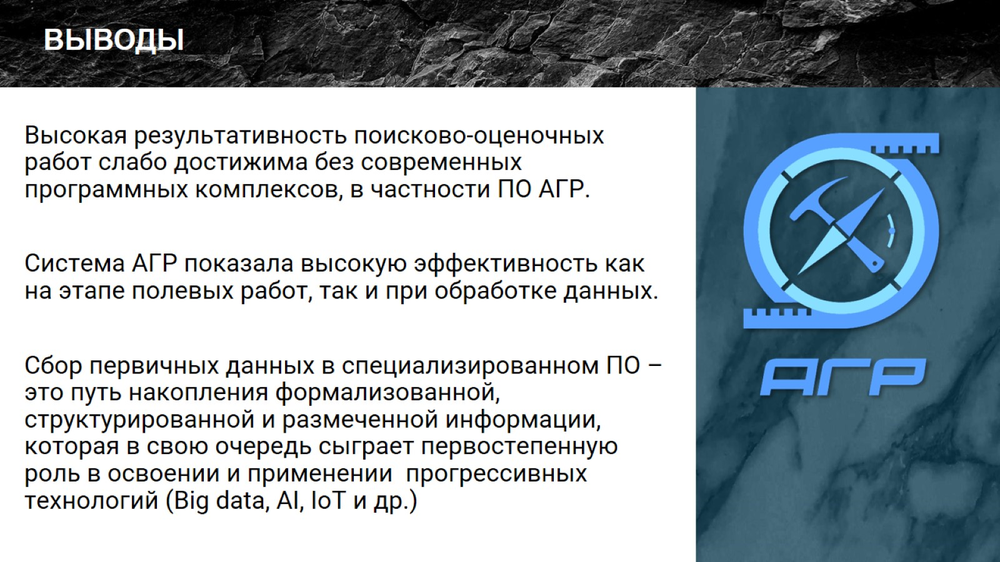 ВЫВОДЫ
Высокая результативность поисково-оценочных
работ слабо достижима без современных
программных комплексов, в частности ПО АГР.
Система АГР показала высокую эффективность как
на этапе полевых работ, так и при обработке данных.
Сбор первичных данных в специализированном ПО –
это путь накопления формализованной,
структурированной и размеченной информации,
которая в свою очередь сыграет первостепенную
роль в освоении и применении  прогрессивных
технологий (Big data, AI, IoT и др.)
АГР